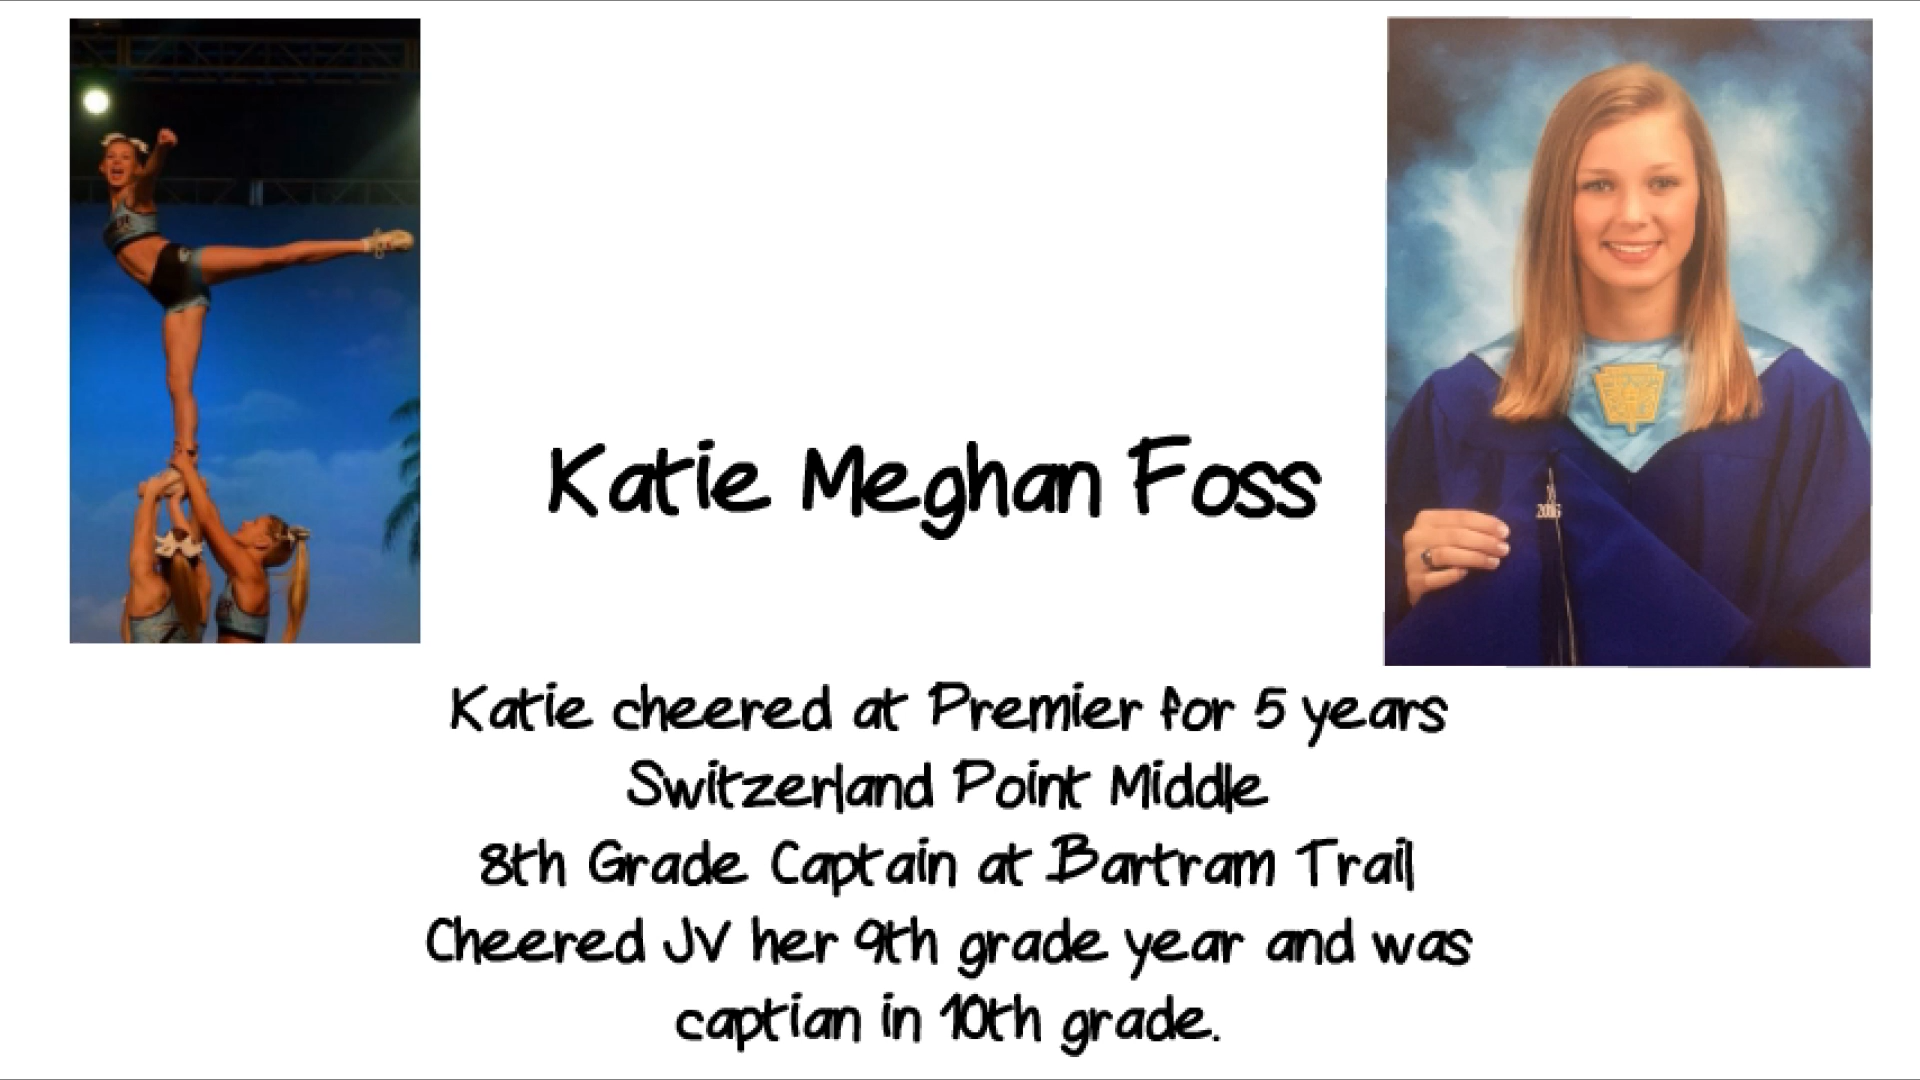 Katie Meghan Foss
Katie cheered at Premier for 5 years
Switzerland Point Middle
8th Grade Captain at Bartram Trail
Cheered JV her 9th grade year and was
captian in 10th grade.